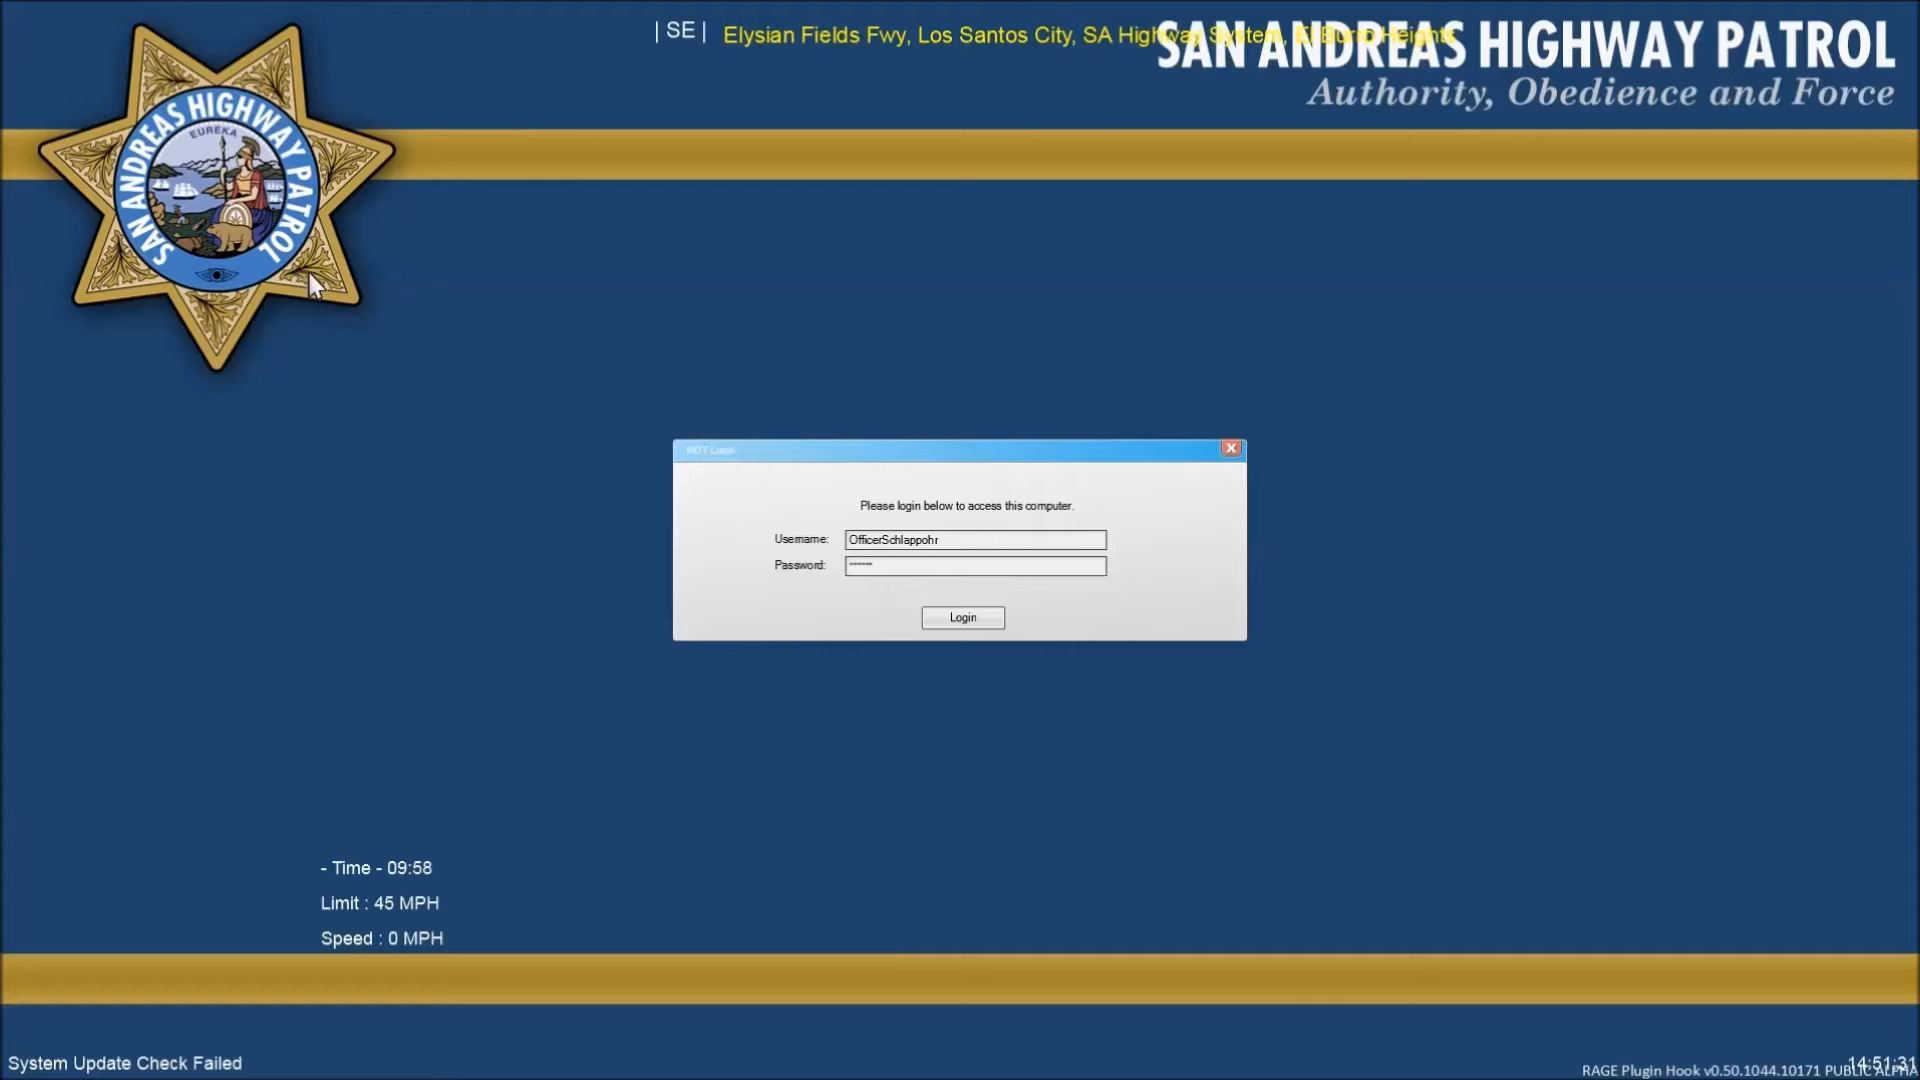 | SE | Elysian Fields Fwy, Los Santos City, SA Highway System, El Burro Heights
SAN ANDREAS HIGHWAY PATROL
Authority, Obedience and Force
SAN ANDREAS HIGHWAY PATROL
EUREKA
MDT Login
X
Please login below to access this computer.
Username: OfficerSchlappohr
Password: ******
Login
- Time - 09:58
Limit : 45 MPH
Speed : 0 MPH
System Update Check Failed
14:51:31
RAGE Plugin Hook v0.50.1044.10171 PUBLIC ALPHA